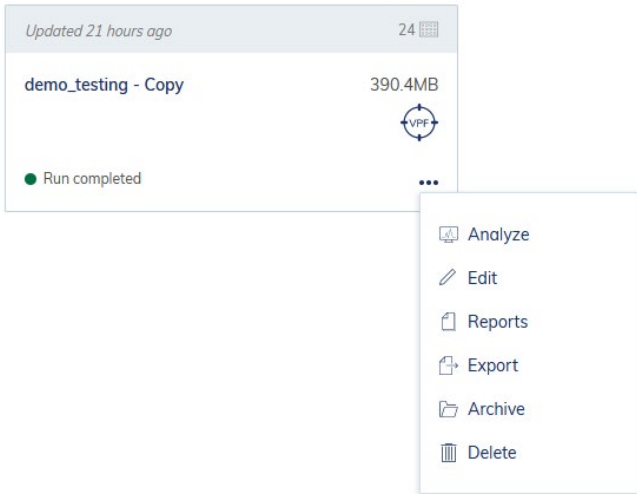 Updated 21 hours ago 24
demo_testing - Copy 390.4MB
VPF
Run completed
Analyze
Edit
Reports
Export
Archive
Delete